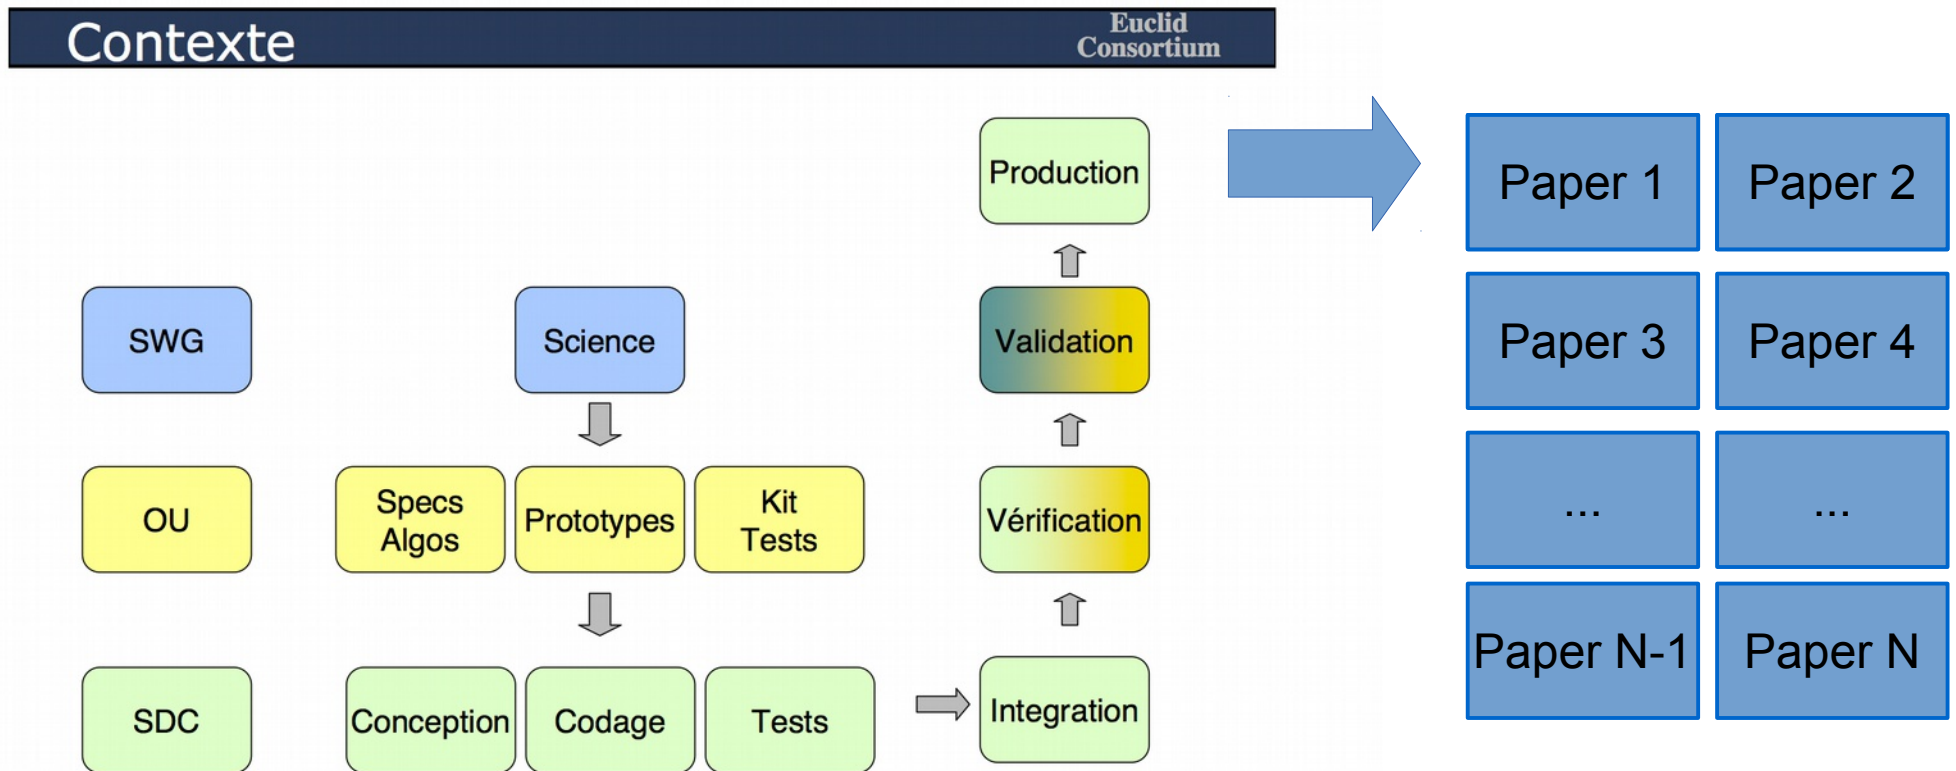 Contexte
Euclid
Consortium
Production
Paper 1
Paper 2
SWG
Science
Validation
Paper 3
Paper 4
OU
Specs
Algos
Prototypes
Kit
Tests
Vérification
...
...
SDC
Conception
Codage
Tests
Integration
Paper N-1
Paper N